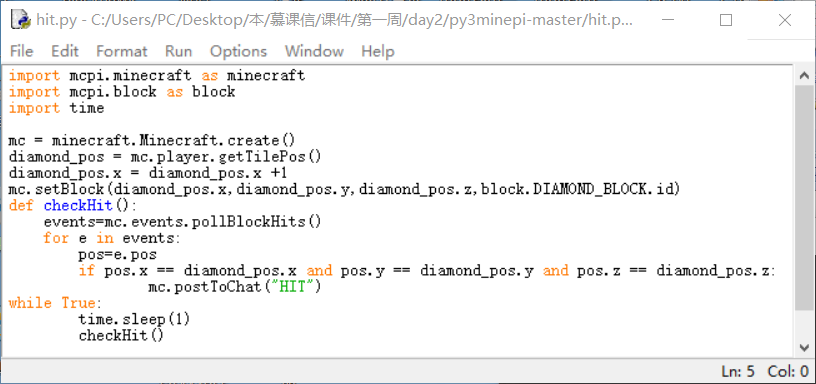 hit.py - C:/Users/PC/Desktop/本/慕课信/课件/第一周/day2/py3minepi-master/hit.p...
File Edit Format Run Options Window Help
import mcpi.minecraft as minecraft
import mcpi.block as block
import time
mc = minecraft.Minecraft.create()
diamond_pos = mc.player.getTilePos()
diamond_pos.x = diamond_pos.x +1
mc.setBlock(diamond_pos.x,diamond_pos.y,diamond_pos.z,block.DIAMOND_BLOCK.id)
def checkHit():
    events=mc.events.pollBlockHits()
    for e in events:
        pos=e.pos
        if pos.x == diamond_pos.x and pos.y == diamond_pos.y and pos.z == diamond_pos.z:
                mc.postToChat("HIT")
while True:
        time.sleep(1)
        checkHit()
Ln: 5 Col: 0